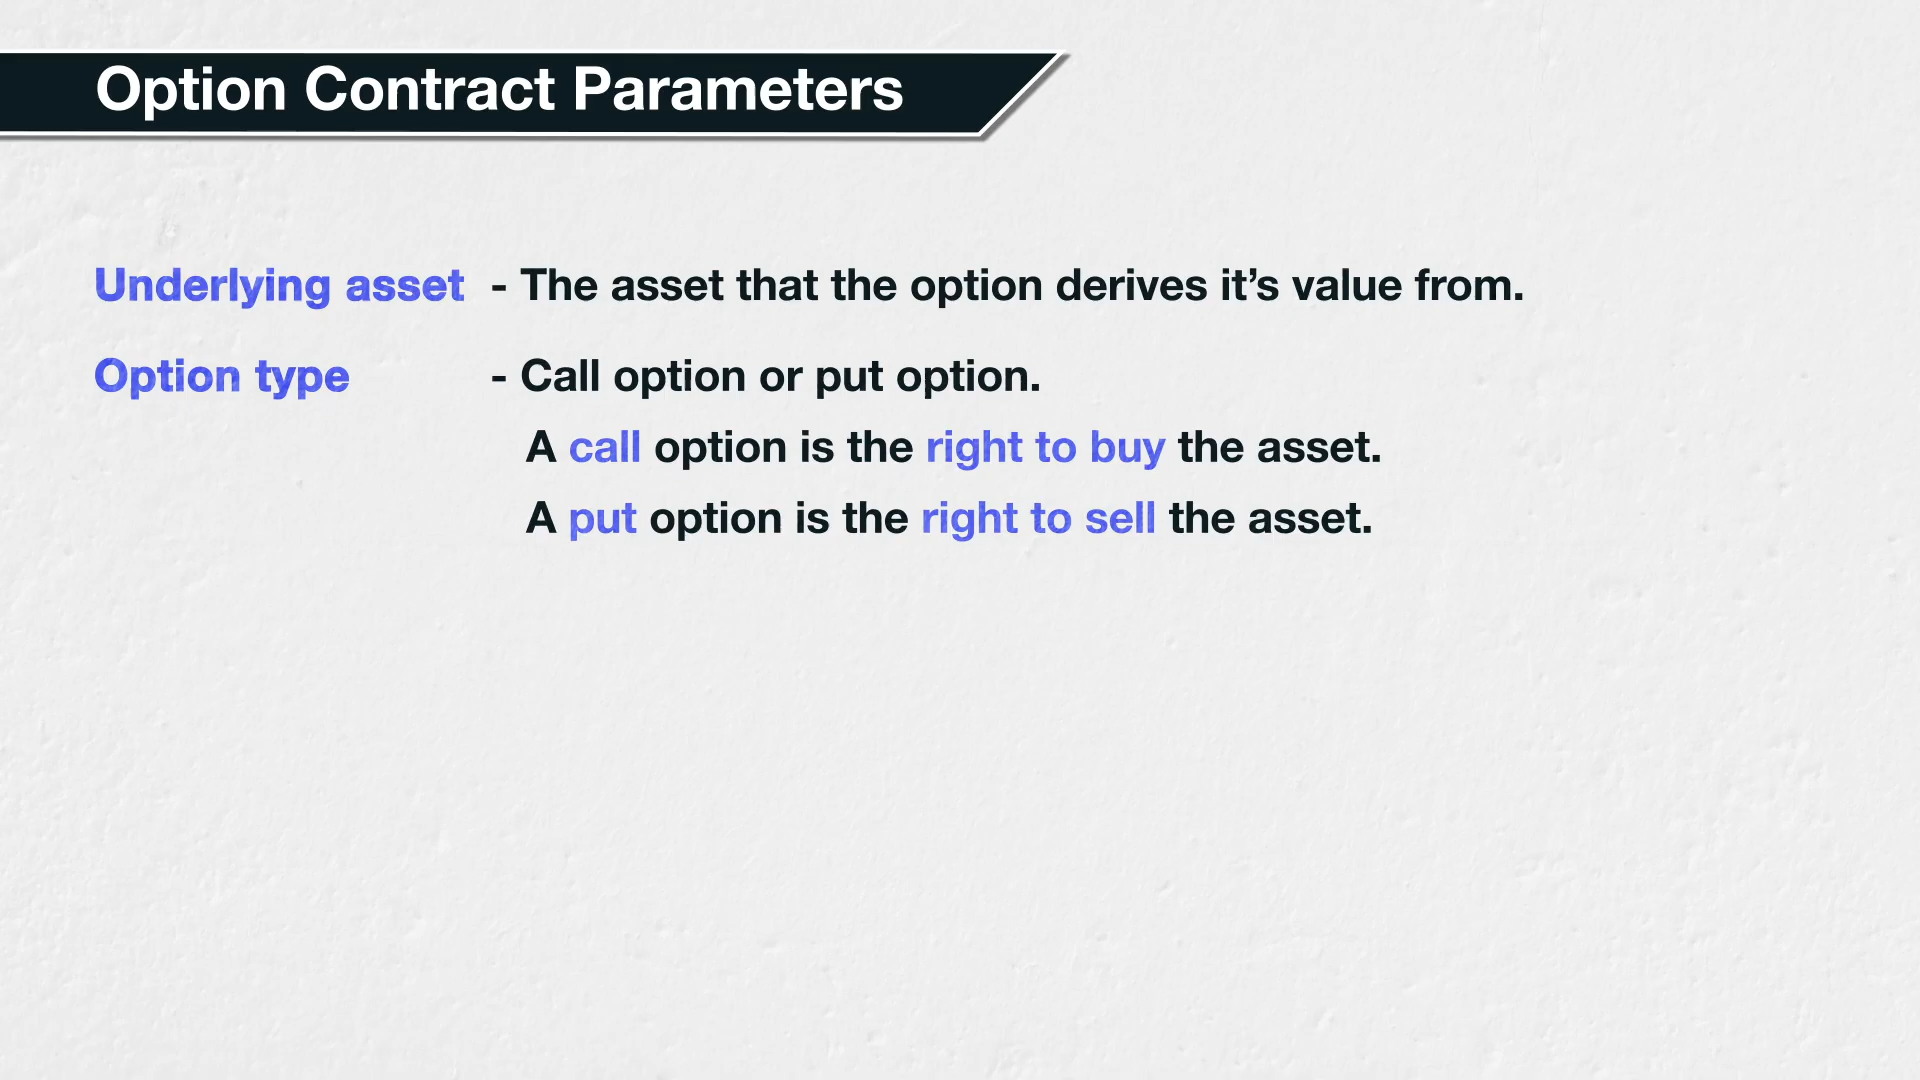 Option Contract Parameters
Underlying asset - The asset that the option derives it’s value from.
Option type - Call option or put option.
A call option is the right to buy the asset.
A put option is the right to sell the asset.